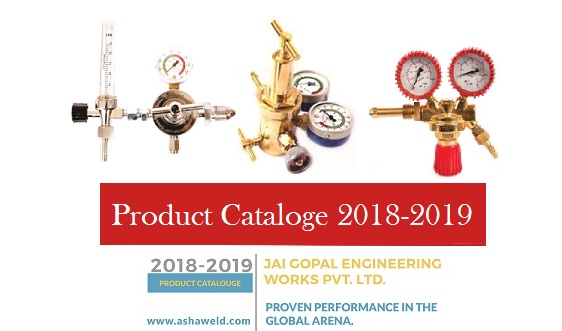 Product Cataloge 2018-2019
2018-2019
PRODUCT CATALOUGE
www.ashaweld.com
JAI GOPAL ENGINEERING
WORKS PVT. LTD.
PROVEN PERFORMANCE IN THE
GLOBAL ARENA.